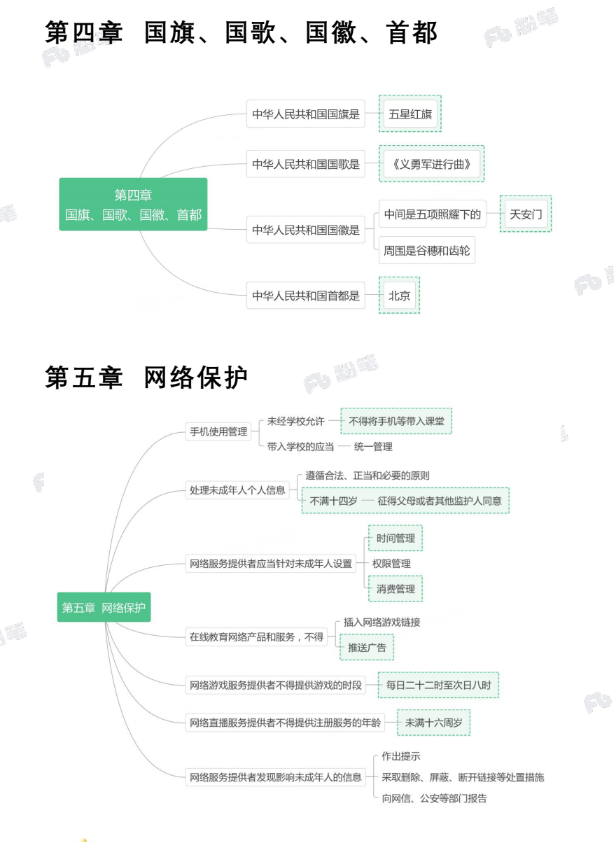 第四章 国旗、国歌、国徽、首都
粉笔
粉笔
中华人民共和国国旗是
五星红旗
中华人民共和国国歌是
《义勇军进行曲》
第四章
国旗、国歌、国徽、首都
中华人民共和国国徽是
中间是五项照耀下的
天安门
周围是谷穗和齿轮
中华人民共和国首都是
北京
第五章 网络保护
粉笔
手机使用管理
未经学校允许
不得将手机等带入课堂
带入学校的应当
统一管理
处理未成年人个人信息
遵循合法、正当和必要的原则
不满十四岁
征得父母或者其他监护人同意
网络服务提供者应当针对未成年人设置
时间管理
权限管理
消费管理
第五章 网络保护
在线教育网络产品和服务，不得
插入网络游戏链接
推送广告
网络游戏服务提供者不得提供游戏的时段
每日二十二时至次日八时
网络直播服务提供者不得提供注册服务的年龄
未满十六周岁
网络服务提供者发现影响未成年人的信息
作出提示
采取删除、屏蔽、断开链接等处置措施
向网信、公安等部门报告